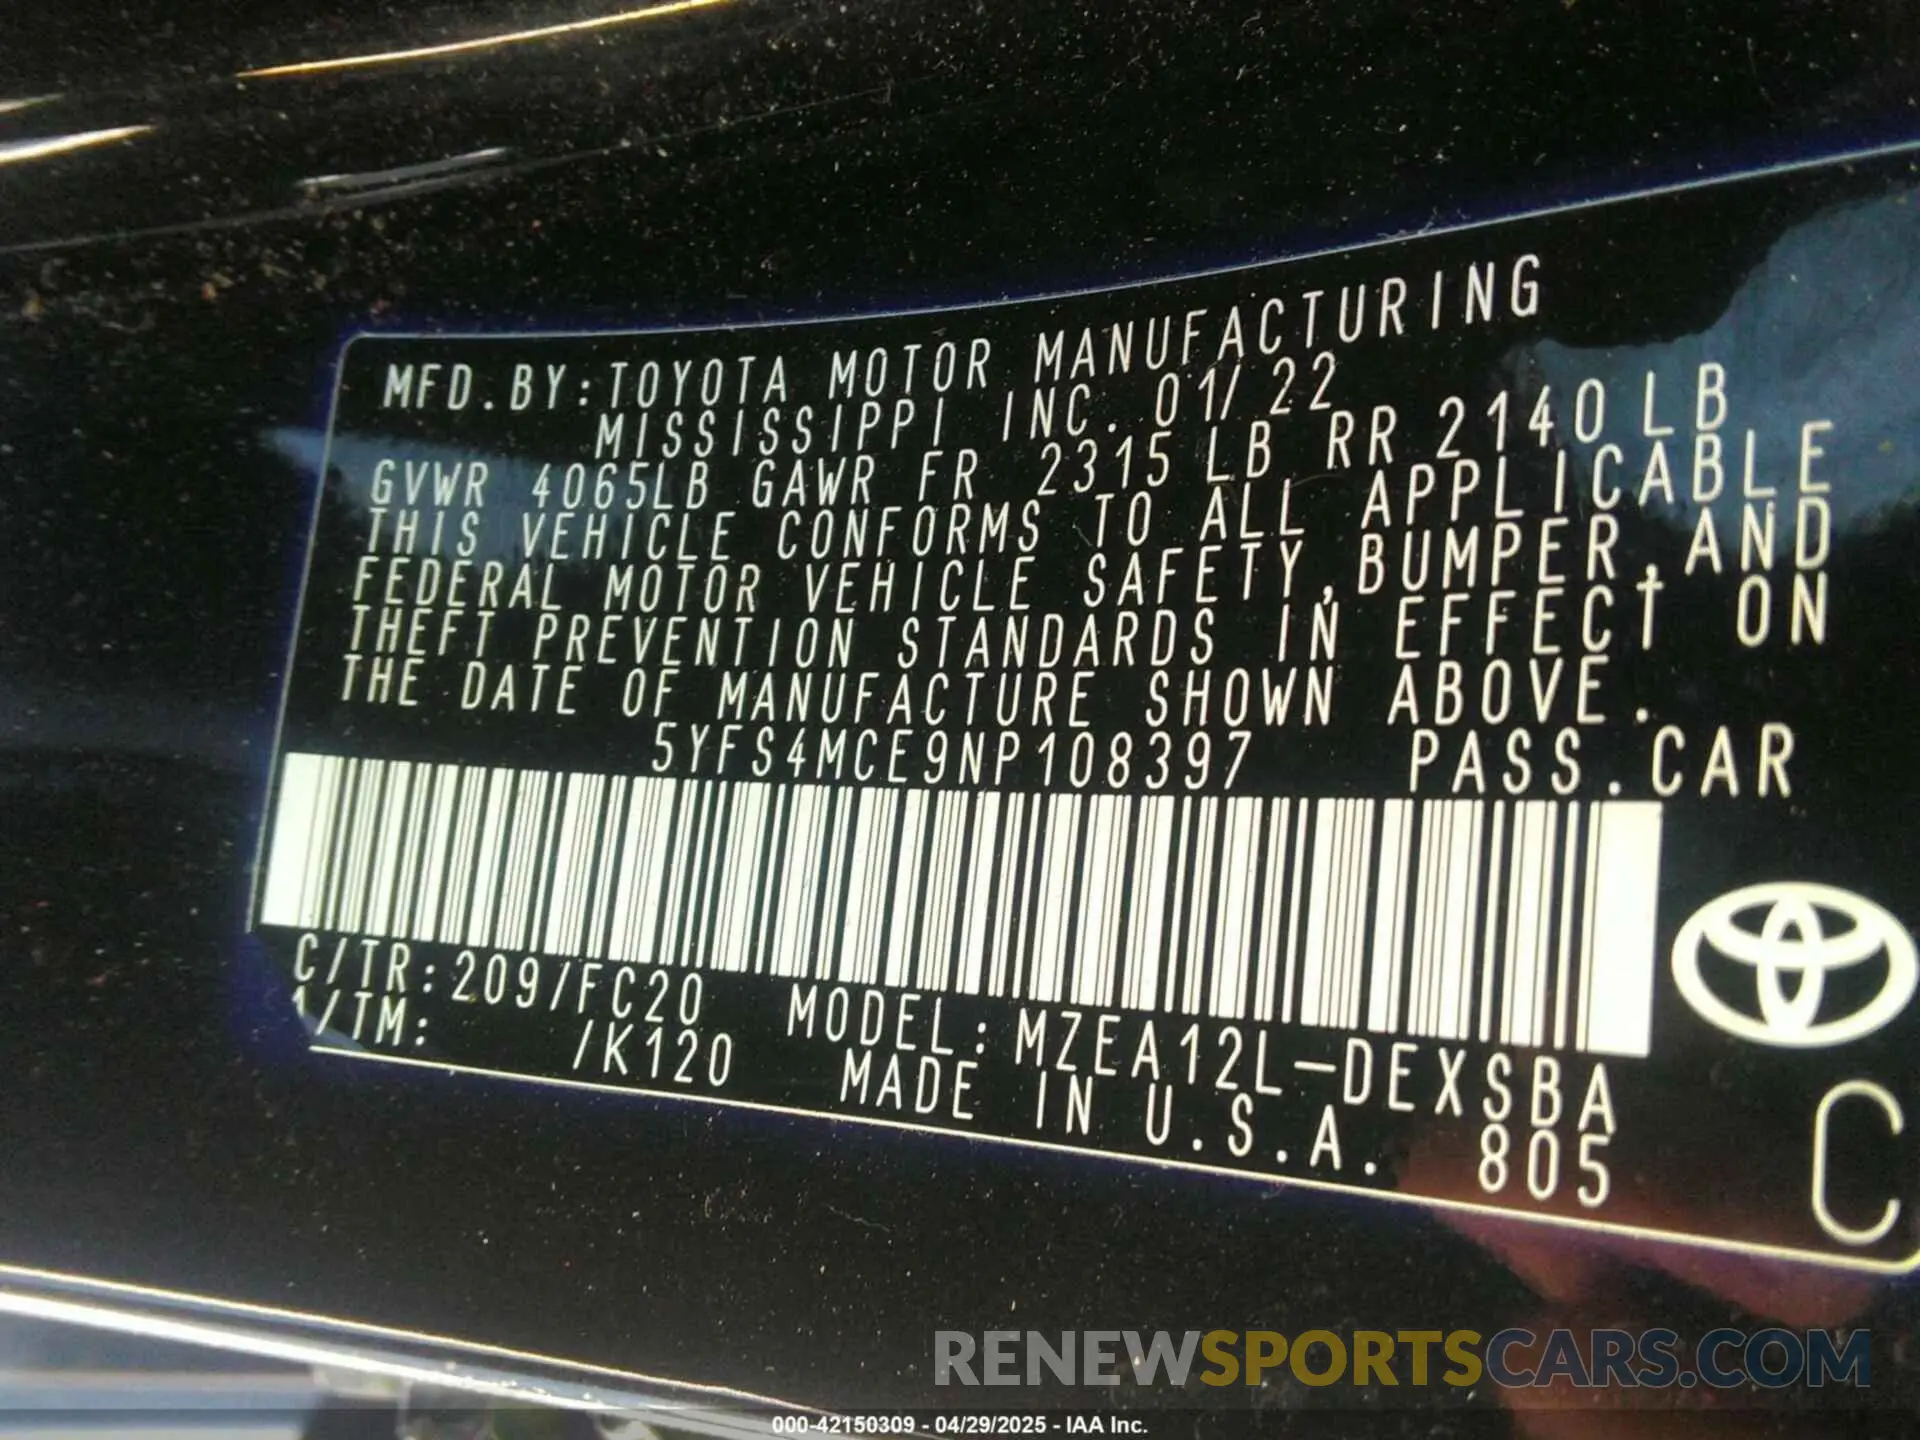 MFD.BY:TOYOTA MOTOR MANUFACTURING
MISSISSIPPI INC. 01/22
GVWR 4065LB GAWR FR 2315LB RR 2140LB
THIS VEHICLE CONFORMS TO ALL APPLICABLE
FEDERAL MOTOR VEHICLE SAFETY,BUMPER,AND
THEFT PREVENTION STANDARDS IN EFFECT ON
THE DATE OF MANUFACTURE SHOWN ABOVE.
5YFS4MCE9NP108397 PASS.CAR
C/TR:209/FC20 MODEL:MZEA12L-DEXSBA
/TM: /K120 MADE IN U.S.A. 805
C
RENEWSPORTSCARS.COM
000-42150309 - 04/29/2025 - IAA Inc.